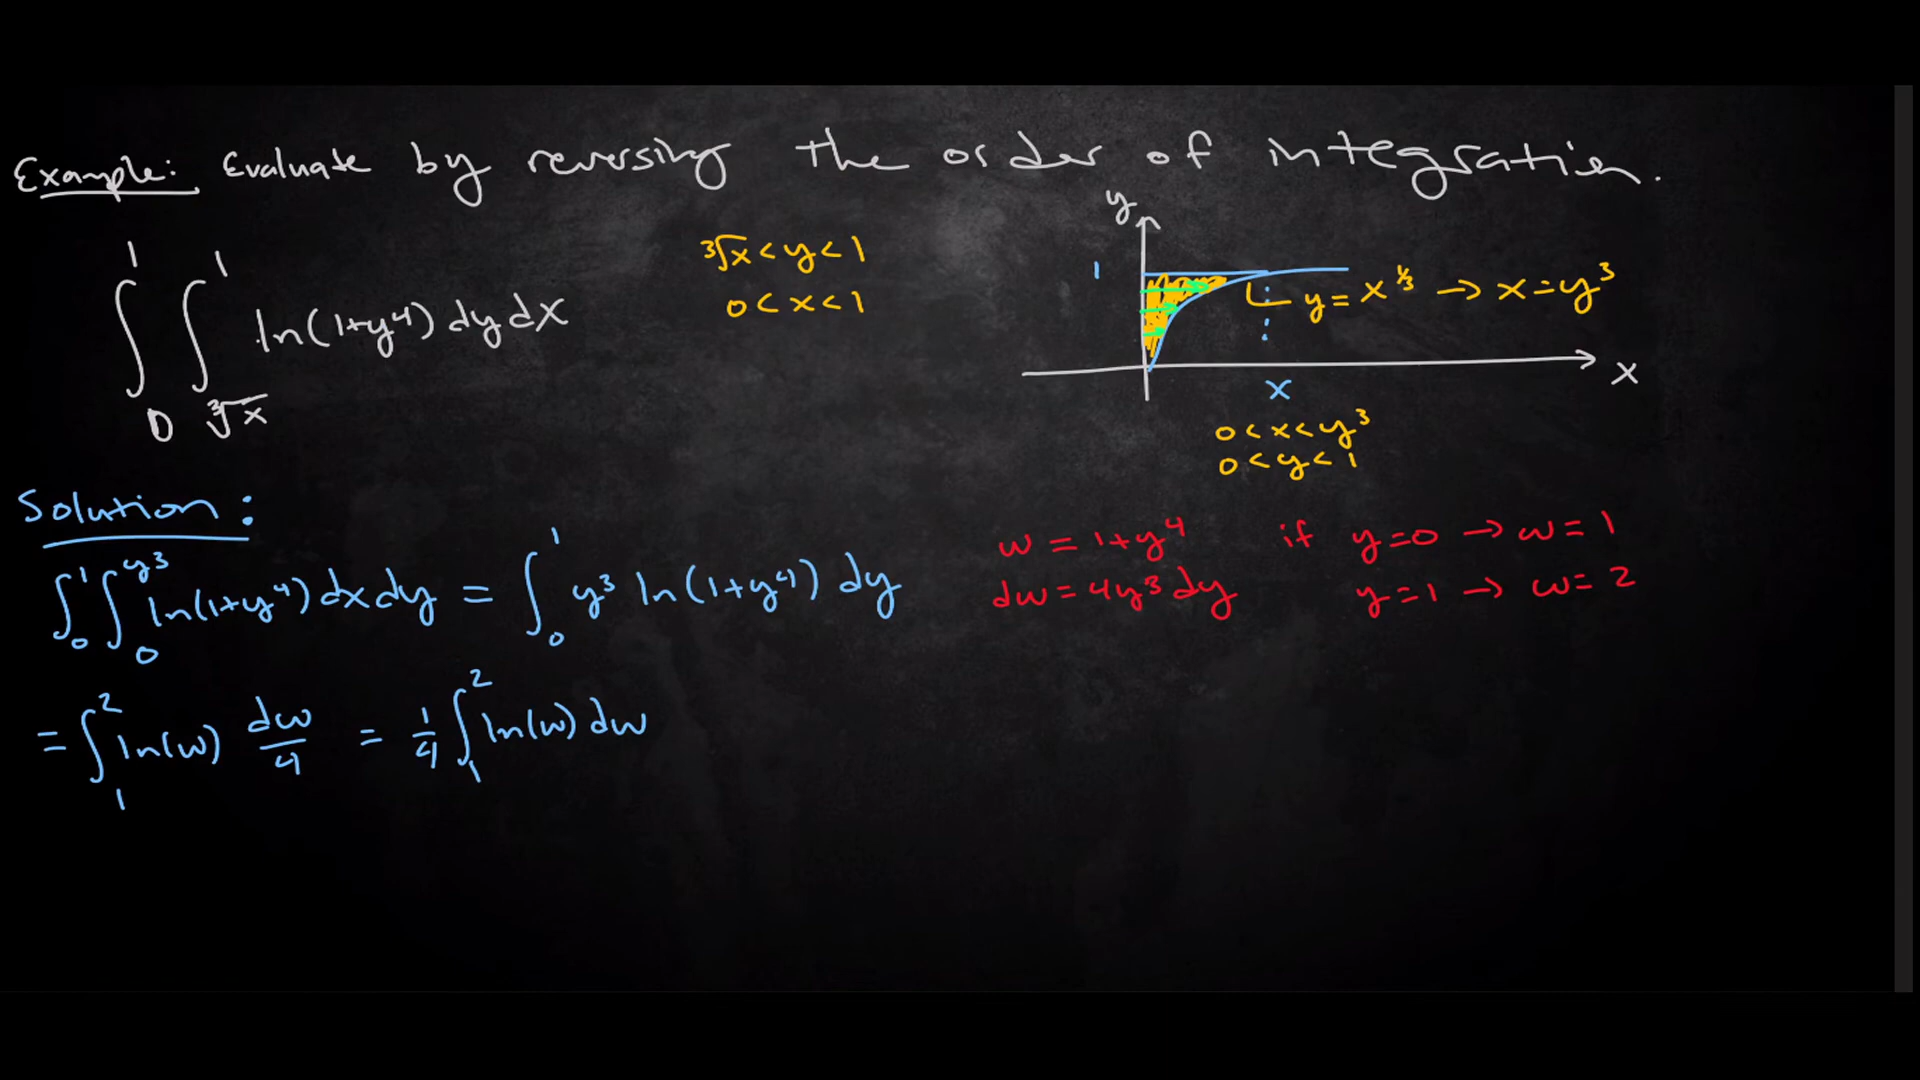 Example: Evaluate by reversing the order of integration.
∫₀¹ ∫_{∛x}^1 ln(1+y⁴) dy dx
∛x < y < 1
0 < x < 1
y
1
y = x^{1/3} → x = y³
x
x
0 < x < y³
0 < y < 1
Solution:
∫₀¹ ∫₀^{y³} ln(1+y⁴) dx dy = ∫₀¹ y³ ln(1+y⁴) dy
w = 1+y⁴ if y=0 → w = 1
dw = 4y³ dy y=1 → w = 2
= ∫₁² ln(w) dw/4 = 1/4 ∫₁² ln(w) dw